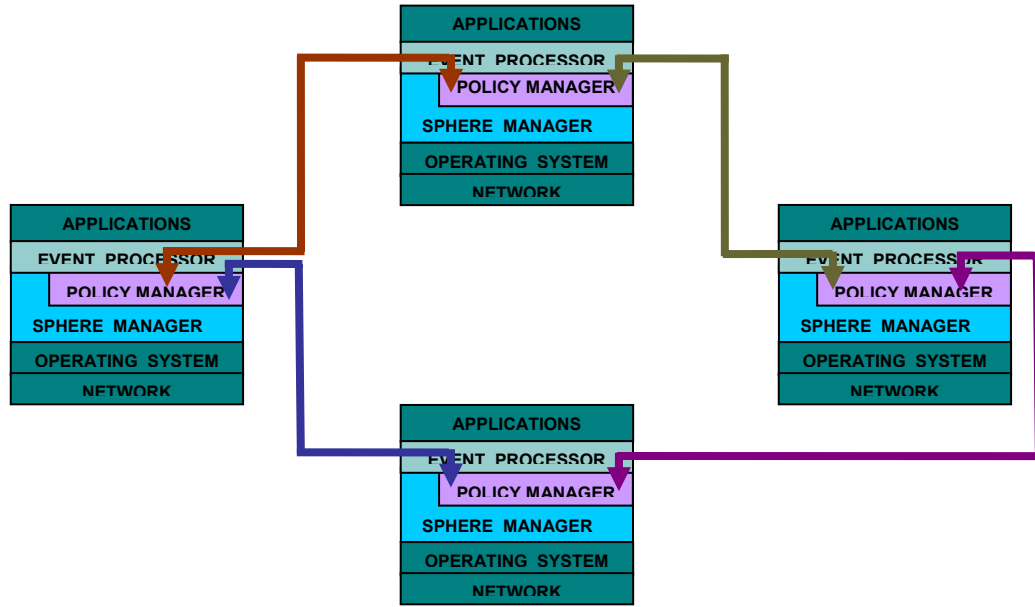 APPLICATIONS
EVENT PROCESSOR
POLICY MANAGER
SPHERE MANAGER
OPERATING SYSTEM
NETWORK
APPLICATIONS
EVENT PROCESSOR
POLICY MANAGER
SPHERE MANAGER
OPERATING SYSTEM
NETWORK
APPLICATIONS
EVENT PROCESSOR
POLICY MANAGER
SPHERE MANAGER
OPERATING SYSTEM
NETWORK
APPLICATIONS
EVENT PROCESSOR
POLICY MANAGER
SPHERE MANAGER
OPERATING SYSTEM
NETWORK